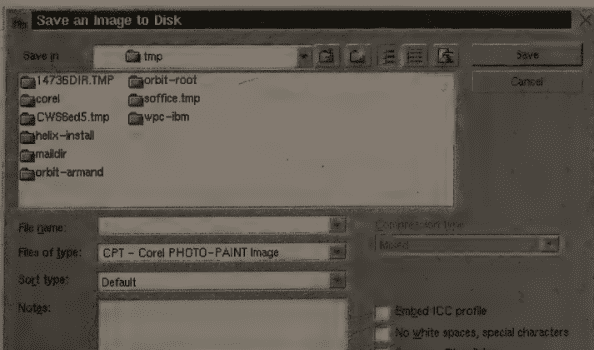 Save an Image to Disk
Save in
tmp
Save
Cancel
14736DIR.TMP
corel
CW86ed5.tmp
helix-install
maildir
orbit-armand
orbit-root
soffice.tmp
wpc-ibm
File name:
Files of type:
CPT - Corel PHOTO-PAINT Image
Sort type:
Default
Notes:
Compression type
Embed ICC profile
No white spaces, special characters